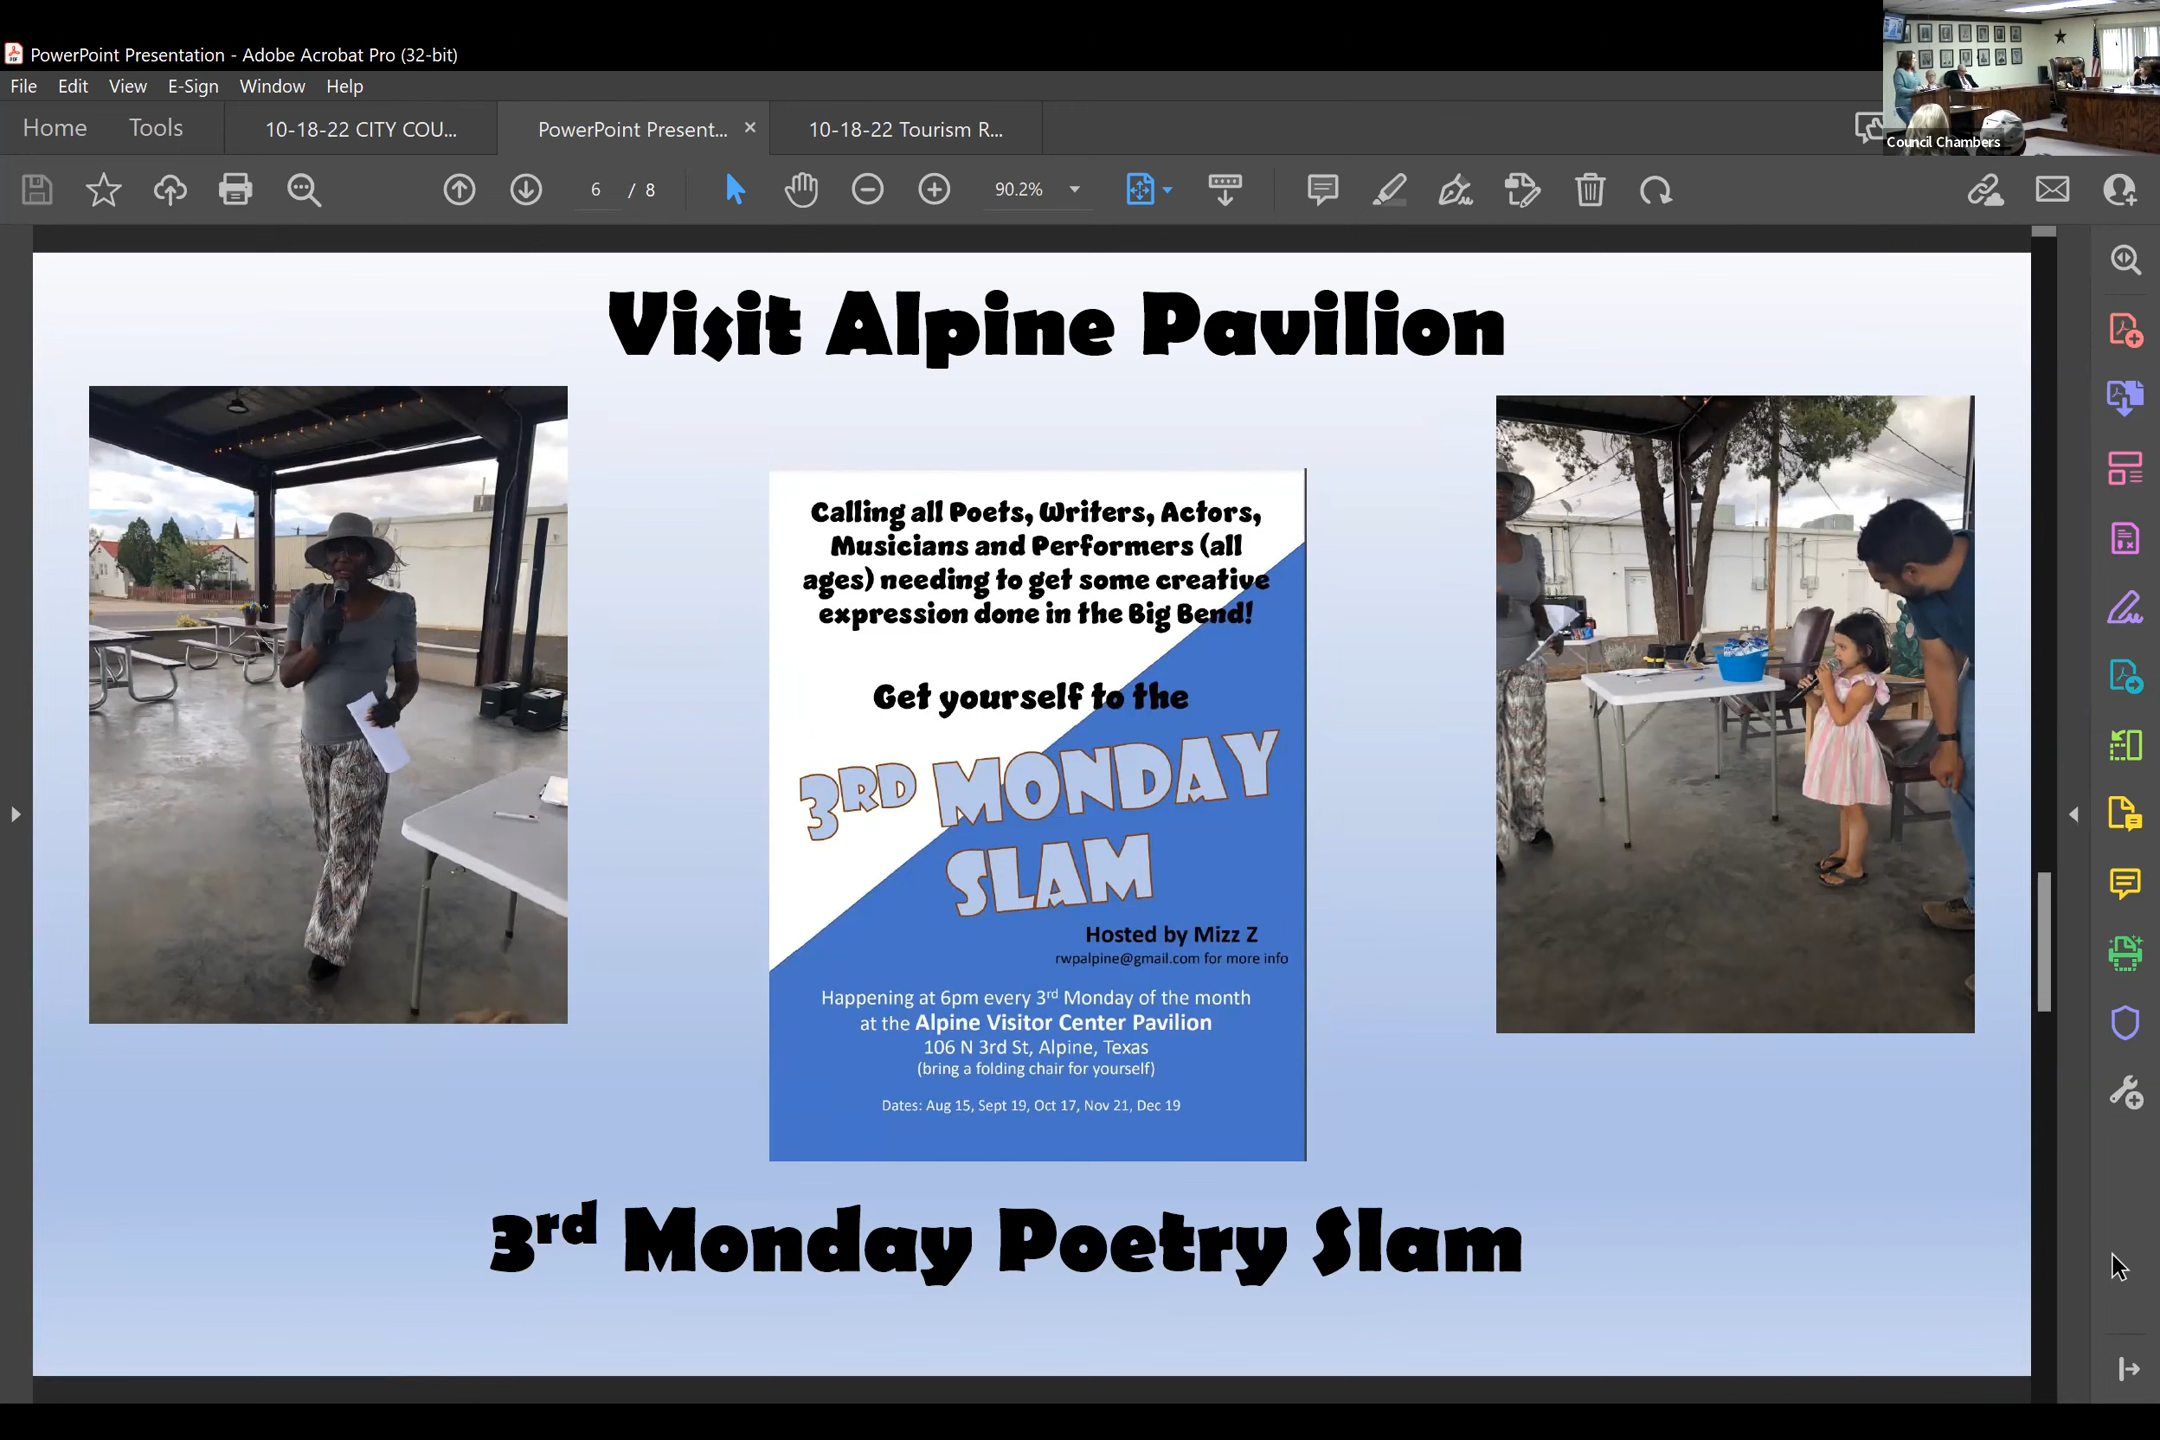 PowerPoint Presentation - Adobe Acrobat Pro (32-bit)
File Edit View E-Sign Window Help
Home Tools 10-18-22 CITY COU... PowerPoint Present... × 10-18-22 Tourism R...
Council Chambers
6 / 8 90.2%
Visit Alpine Pavilion
Calling all Poets, Writers, Actors,
Musicians and Performers (all
ages) needing to get some creative
expression done in the Big Bend!
Get yourself to the
3RD MONDAY
SLAM
Hosted by Mizz Z
rwpalpine@gmail.com for more info
Happening at 6pm every 3rd Monday of the month
at the Alpine Visitor Center Pavilion
106 N 3rd St, Alpine, Texas
(bring a folding chair for yourself)
Dates: Aug 15, Sept 19, Oct 17, Nov 21, Dec 19
3rd Monday Poetry Slam